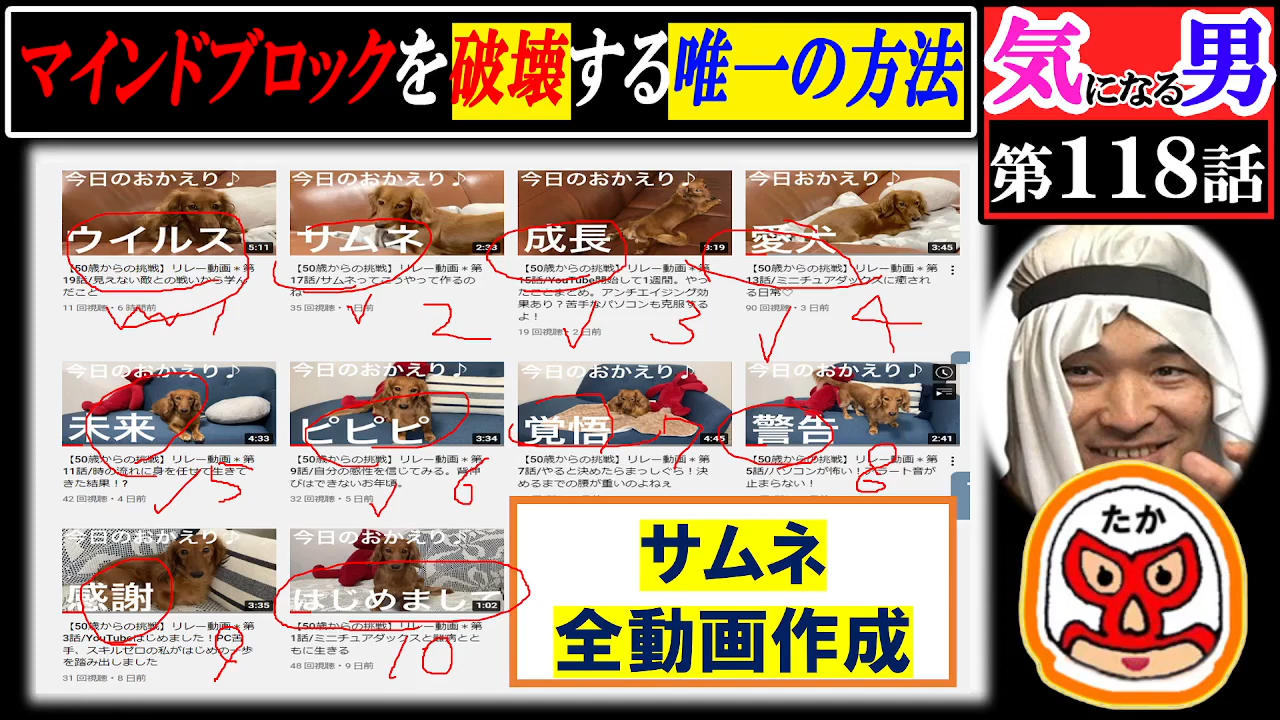 マインドブロックを破壊する唯一の方法
気になる男
第118話
今日のおかえり♪
ウイルス
5:11
【50歳からの挑戦】リレー動画＊第
19話/見えない敵との戦いから学ん
だこと
11 回視聴・6 時間前
1
今日のおかえり♪
サムネ
2:33
【50歳からの挑戦】リレー動画＊第
17話/サムネってこうやって作るの
ね
35 回視聴・1 日前
2
今日のおかえり♪
成長
3:19
【50歳からの挑戦】リレー動画＊第
15話/YouTube開始して1週間。やっ
たことまとめ。アンチエイジング効
果あり？苦手なパソコンも克服する
よ！
19 回視聴・2 日前
3
今日のおかえり♪
愛犬
3:45
【50歳からの挑戦】リレー動画＊第
13話/ミニチュアダックスに癒され
る日常♡
90 回視聴・3 日前
4
今日のおかえり♪
未来
4:33
【50歳からの挑戦】リレー動画＊第
11話/時の流れに身を任せて生きて
きた結果！？
42 回視聴・4 日前
5
今日のおかえり♪
ピピピ
3:34
【50歳からの挑戦】リレー動画＊第
9話/自分の感性を信じてみる。背伸
びはできないお年頃。
32 回視聴・5 日前
6
今日のおかえり♪
覚悟
4:45
【50歳からの挑戦】リレー動画＊第
7話/やると決めたらまっしぐら！決
めるまでの腰が重いのよねぇ
今日のおかえり♪
警告
2:41
【50歳からの挑戦】リレー動画＊第
5話/パソコンが怖い！アラート音が
止まらない！
8
今日のおかえり♪
感謝
3:35
【50歳からの挑戦】リレー動画＊第
3話/YouTubeはじめました！PC苦
手、スキルゼロの私がはじめの一歩
を踏み出しました
31 回視聴・8 日前
9
今日のおかえり♪
はじめまして
1:02
【50歳からの挑戦】リレー動画＊第
1話/ミニチュアダックスと難病とと
もに生きる
48 回視聴・9 日前
10
サムネ
全動画作成
たか